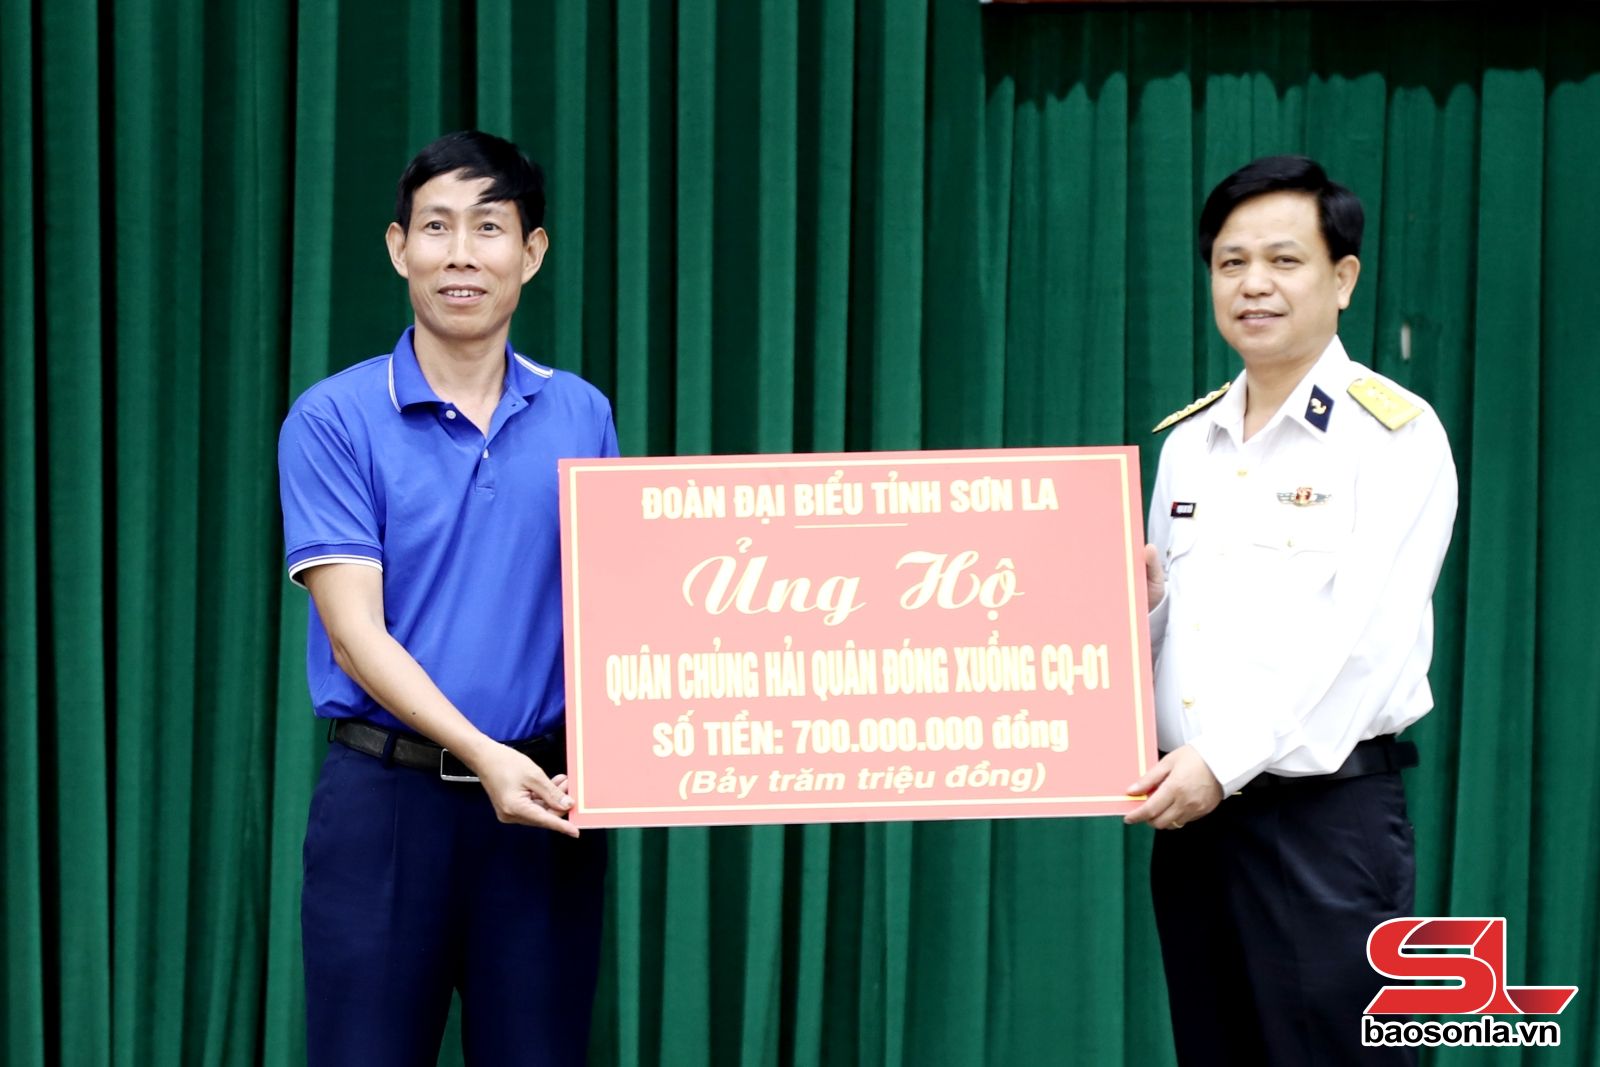 ĐOÀN ĐẠI BIỂU TỈNH SƠN LA
Ủng Hộ
QUÂN CHỦNG HẢI QUÂN ĐÓNG XUỒNG CQ-01
SỐ TIỀN: 700.000.000 đồng
(Bảy trăm triệu đồng)
SL
baosonla.vn